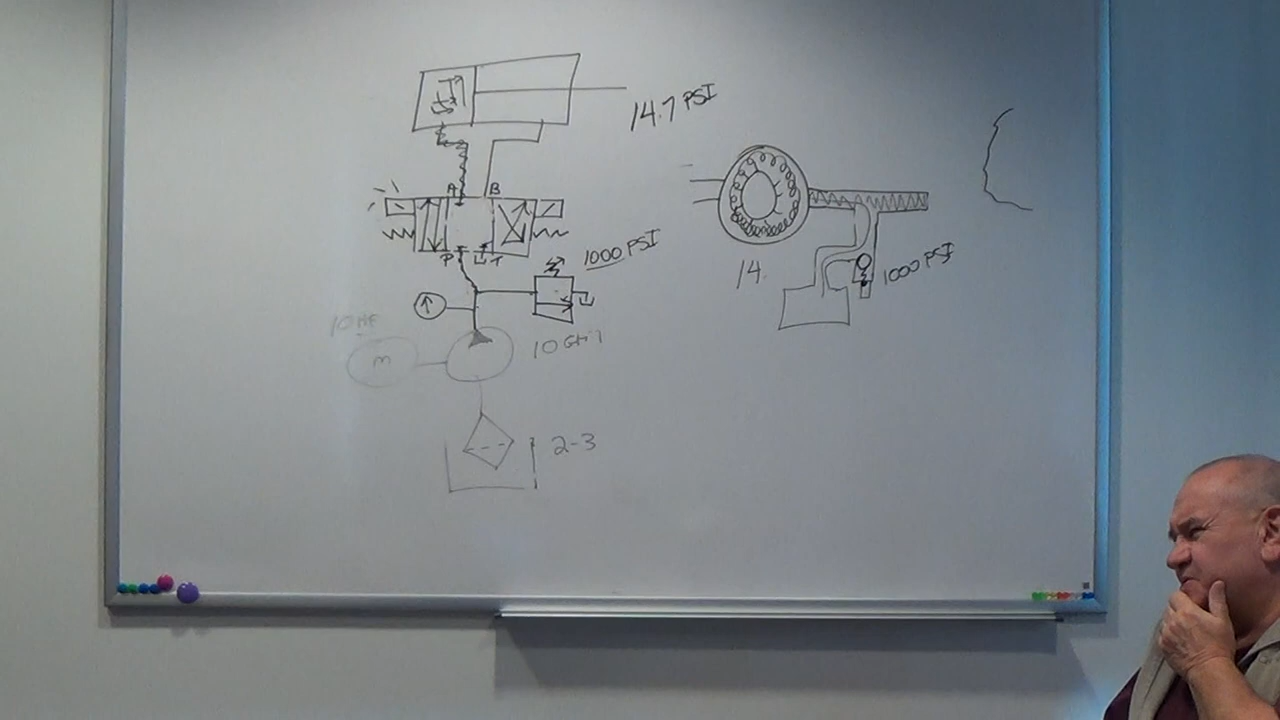 14.7 PSI
A B
P T
1000 PSI
14.
1000 PSI
10 HP
M
10 GPM
2-3